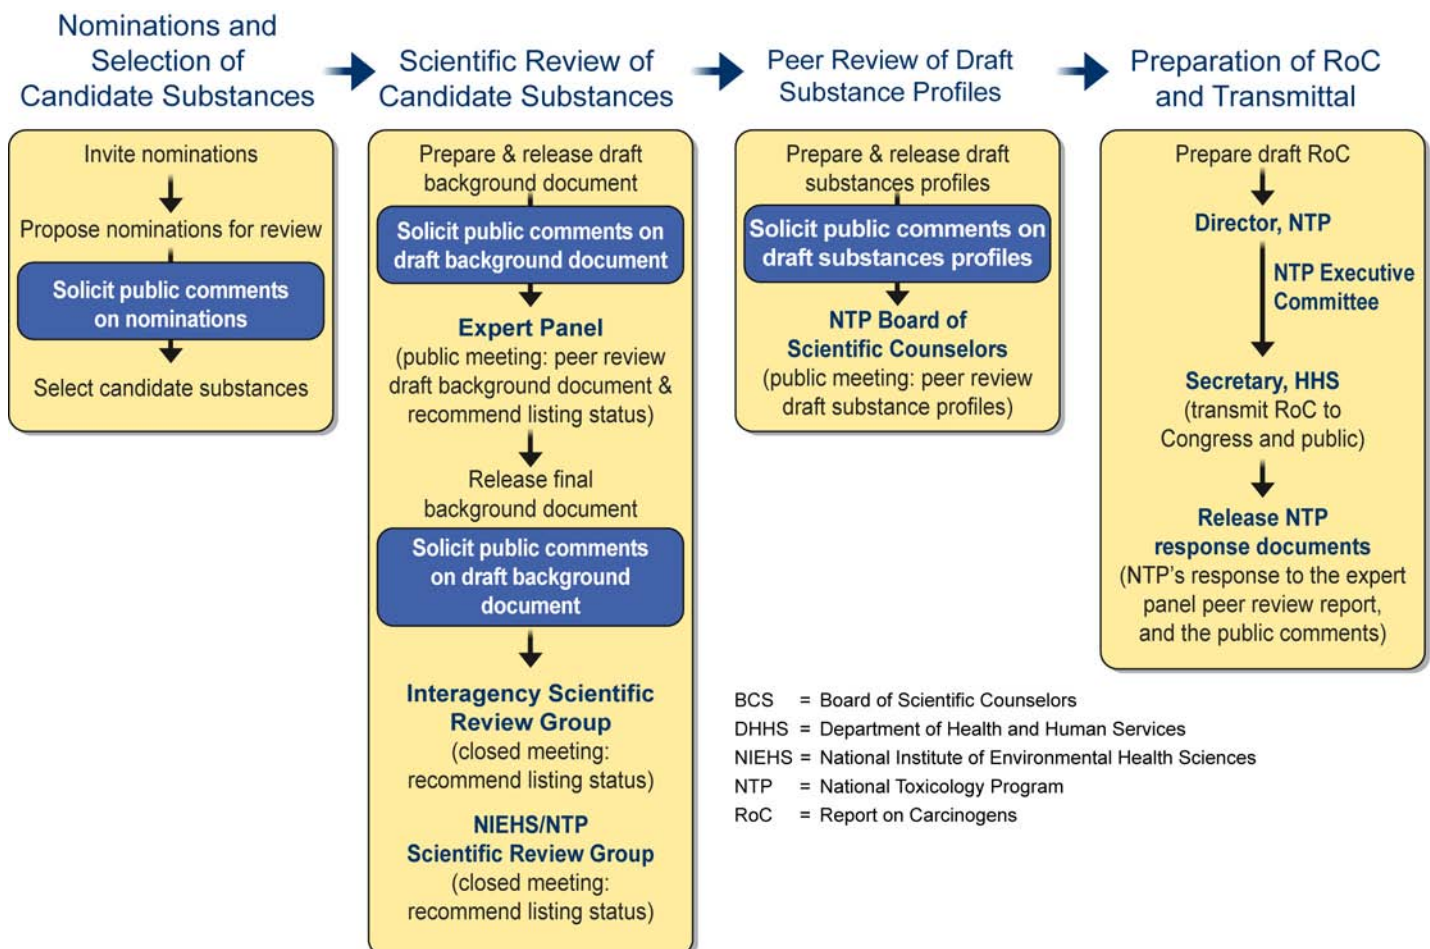 Nominations and
Selection of
Candidate Substances
Invite nominations
Propose nominations for review
Solicit public comments
on nominations
Select candidate substances
Scientific Review of
Candidate Substances
Prepare & release draft
background document
Solicit public comments on
draft background document
Expert Panel
(public meeting: peer review
draft background document &
recommend listing status)
Release final
background document
Solicit public comments
on draft background
document
Interagency Scientific
Review Group
(closed meeting:
recommend listing status)
NIEHS/NTP
Scientific Review Group
(closed meeting:
recommend listing status)
Peer Review of Draft
Substance Profiles
Prepare & release draft
substances profiles
Solicit public comments on
draft substances profiles
NTP Board of
Scientific Counselors
(public meeting: peer review
draft substance profiles)
Preparation of RoC
and Transmittal
Prepare draft RoC
Director, NTP
NTP Executive
Committee
Secretary, HHS
(transmit RoC to
Congress and public)
Release NTP
response documents
(NTP's response to the expert
panel peer review report,
and the public comments)
BCS = Board of Scientific Counselors
DHHS = Department of Health and Human Services
NIEHS = National Institute of Environmental Health Sciences
NTP = National Toxicology Program
RoC = Report on Carcinogens